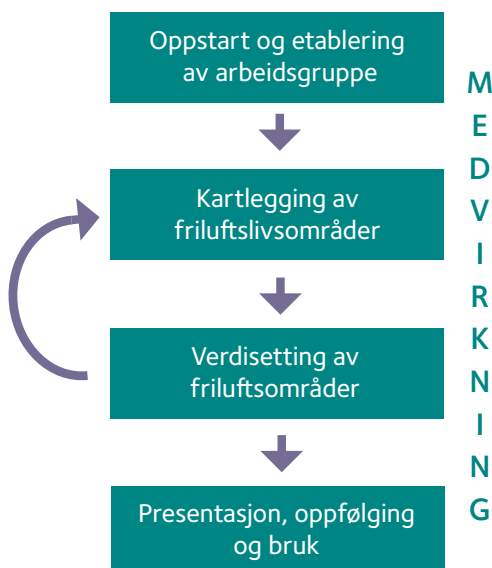 Oppstart og etablering
av arbeidsgruppe
Kartlegging av
friluftslivsområder
Verdisetting av
friluftsområder
Presentasjon, oppfølging
og bruk
M
E
D
V
I
R
K
N
I
N
G